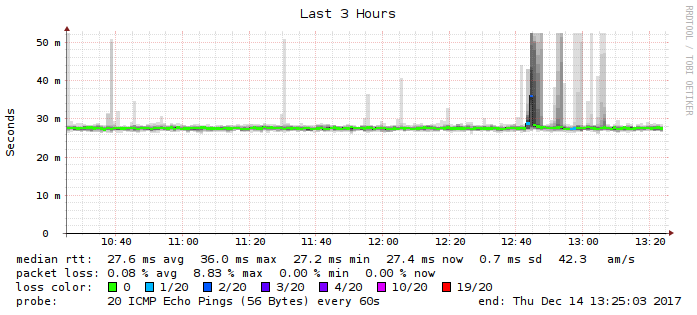 Last 3 Hours
RRDTOOL / TOBI OETIKER
Seconds
50 m
40 m
30 m
20 m
10 m
0
10:40 11:00 11:20 11:40 12:00 12:20 12:40 13:00 13:20
median rtt: 27.6 ms avg 36.0 ms max 27.2 ms min 27.4 ms now 0.7 ms sd 42.3 am/s
packet loss: 0.08 % avg 8.83 % max 0.00 % min 0.00 % now
loss color: 0 1/20 2/20 3/20 4/20 10/20 19/20
probe: 20 ICMP Echo Pings (56 Bytes) every 60s end: Thu Dec 14 13:25:03 2017